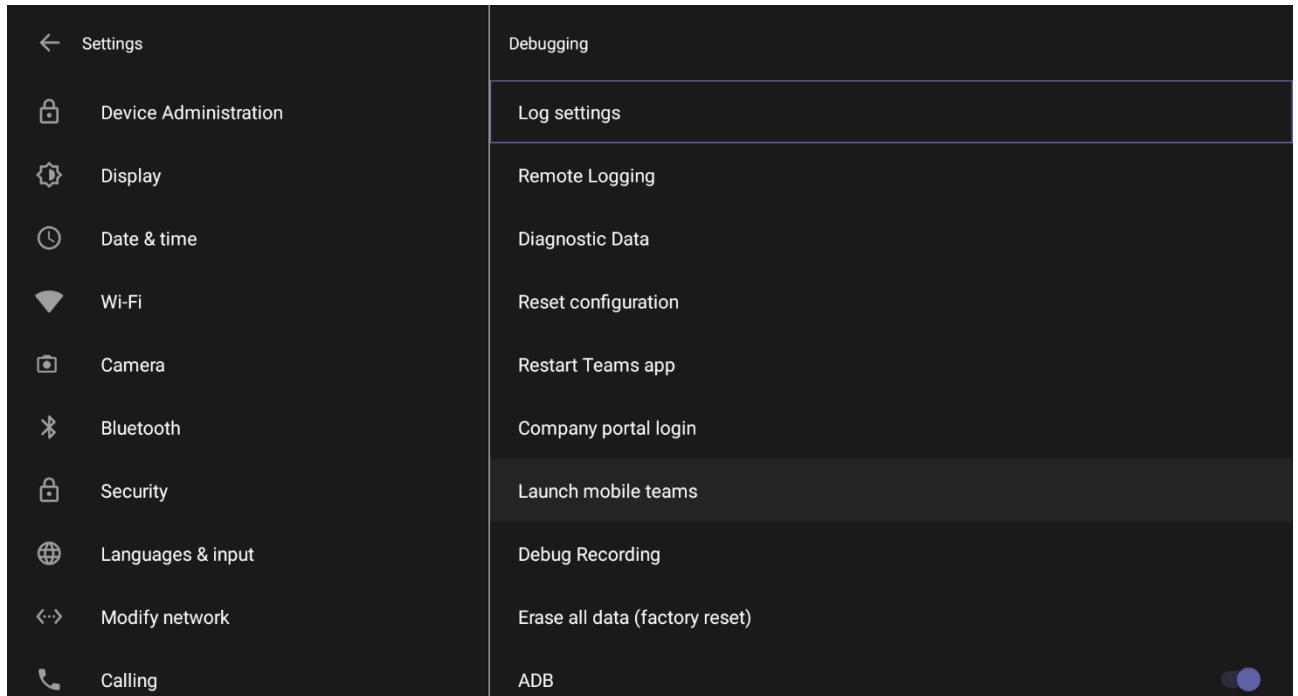 Settings
Device Administration
Display
Date & time
Wi-Fi
Camera
Bluetooth
Security
Languages & input
Modify network
Calling
Debugging
Log settings
Remote Logging
Diagnostic Data
Reset configuration
Restart Teams app
Company portal login
Launch mobile teams
Debug Recording
Erase all data (factory reset)
ADB